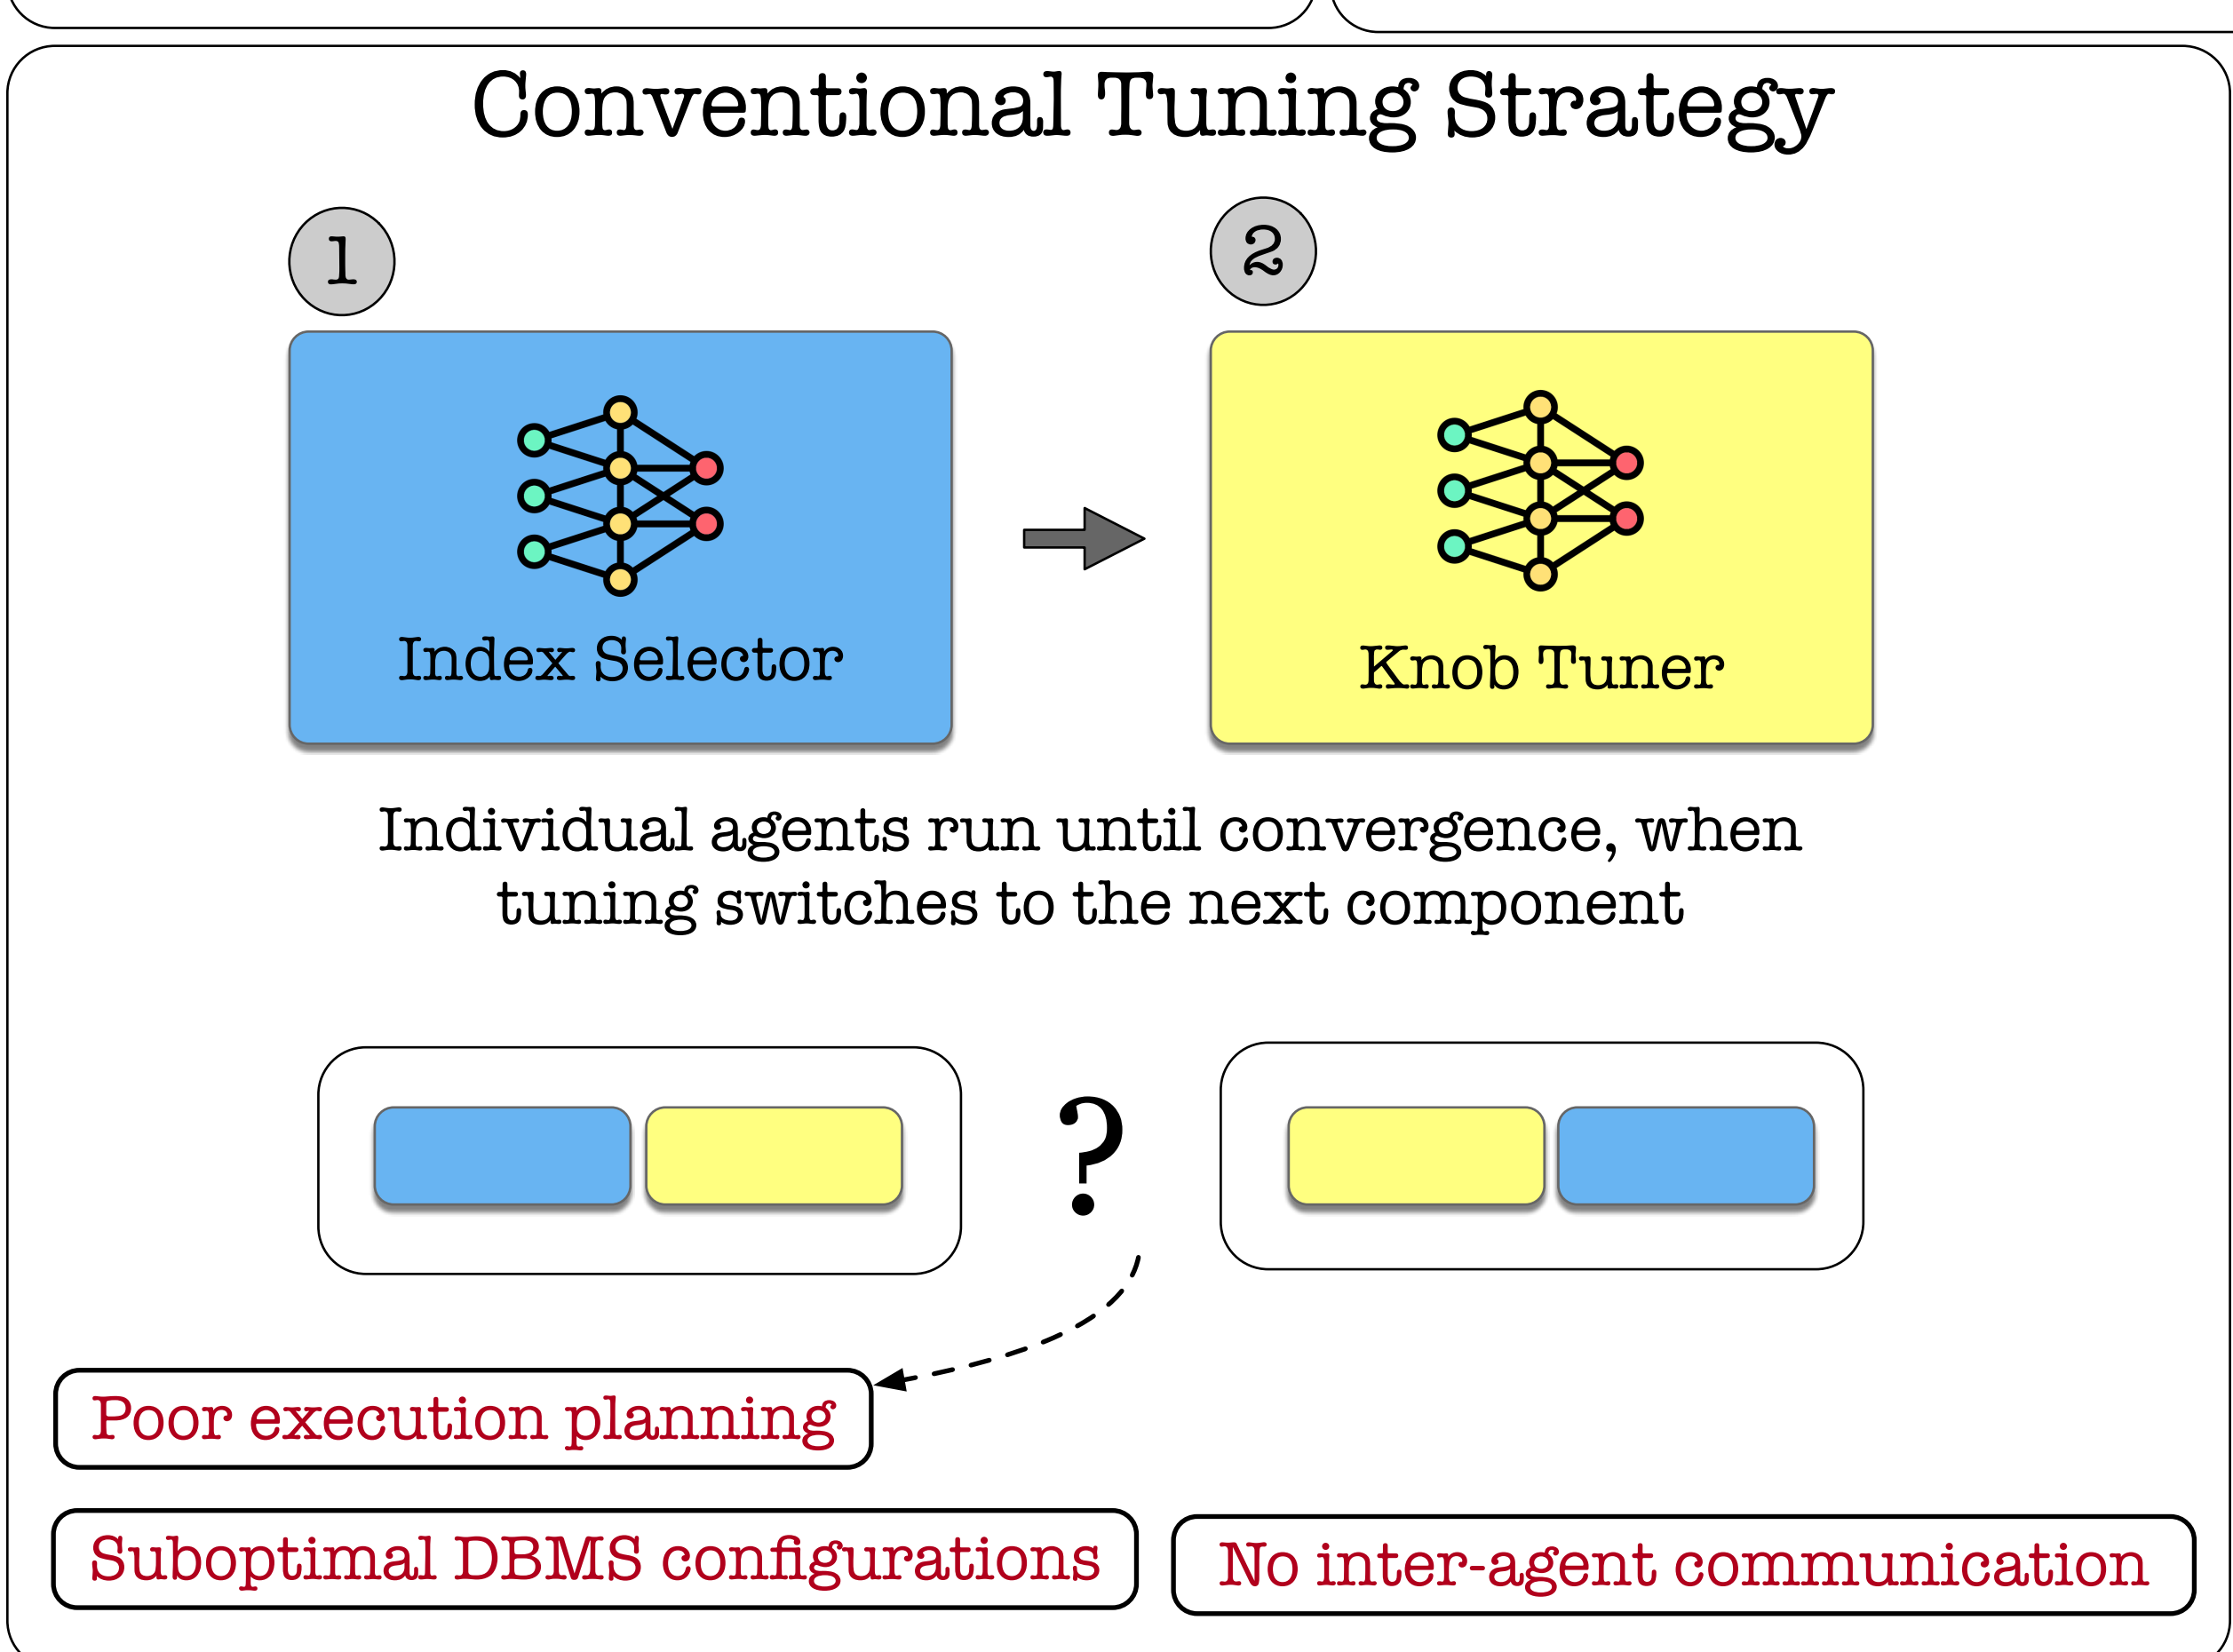 Conventional Tuning Strategy
1
2
Index Selector
Knob Tuner
Individual agents run until convergence, when
tuning switches to the next component
?
Poor execution planning
Suboptimal DBMS configurations
No inter-agent communication